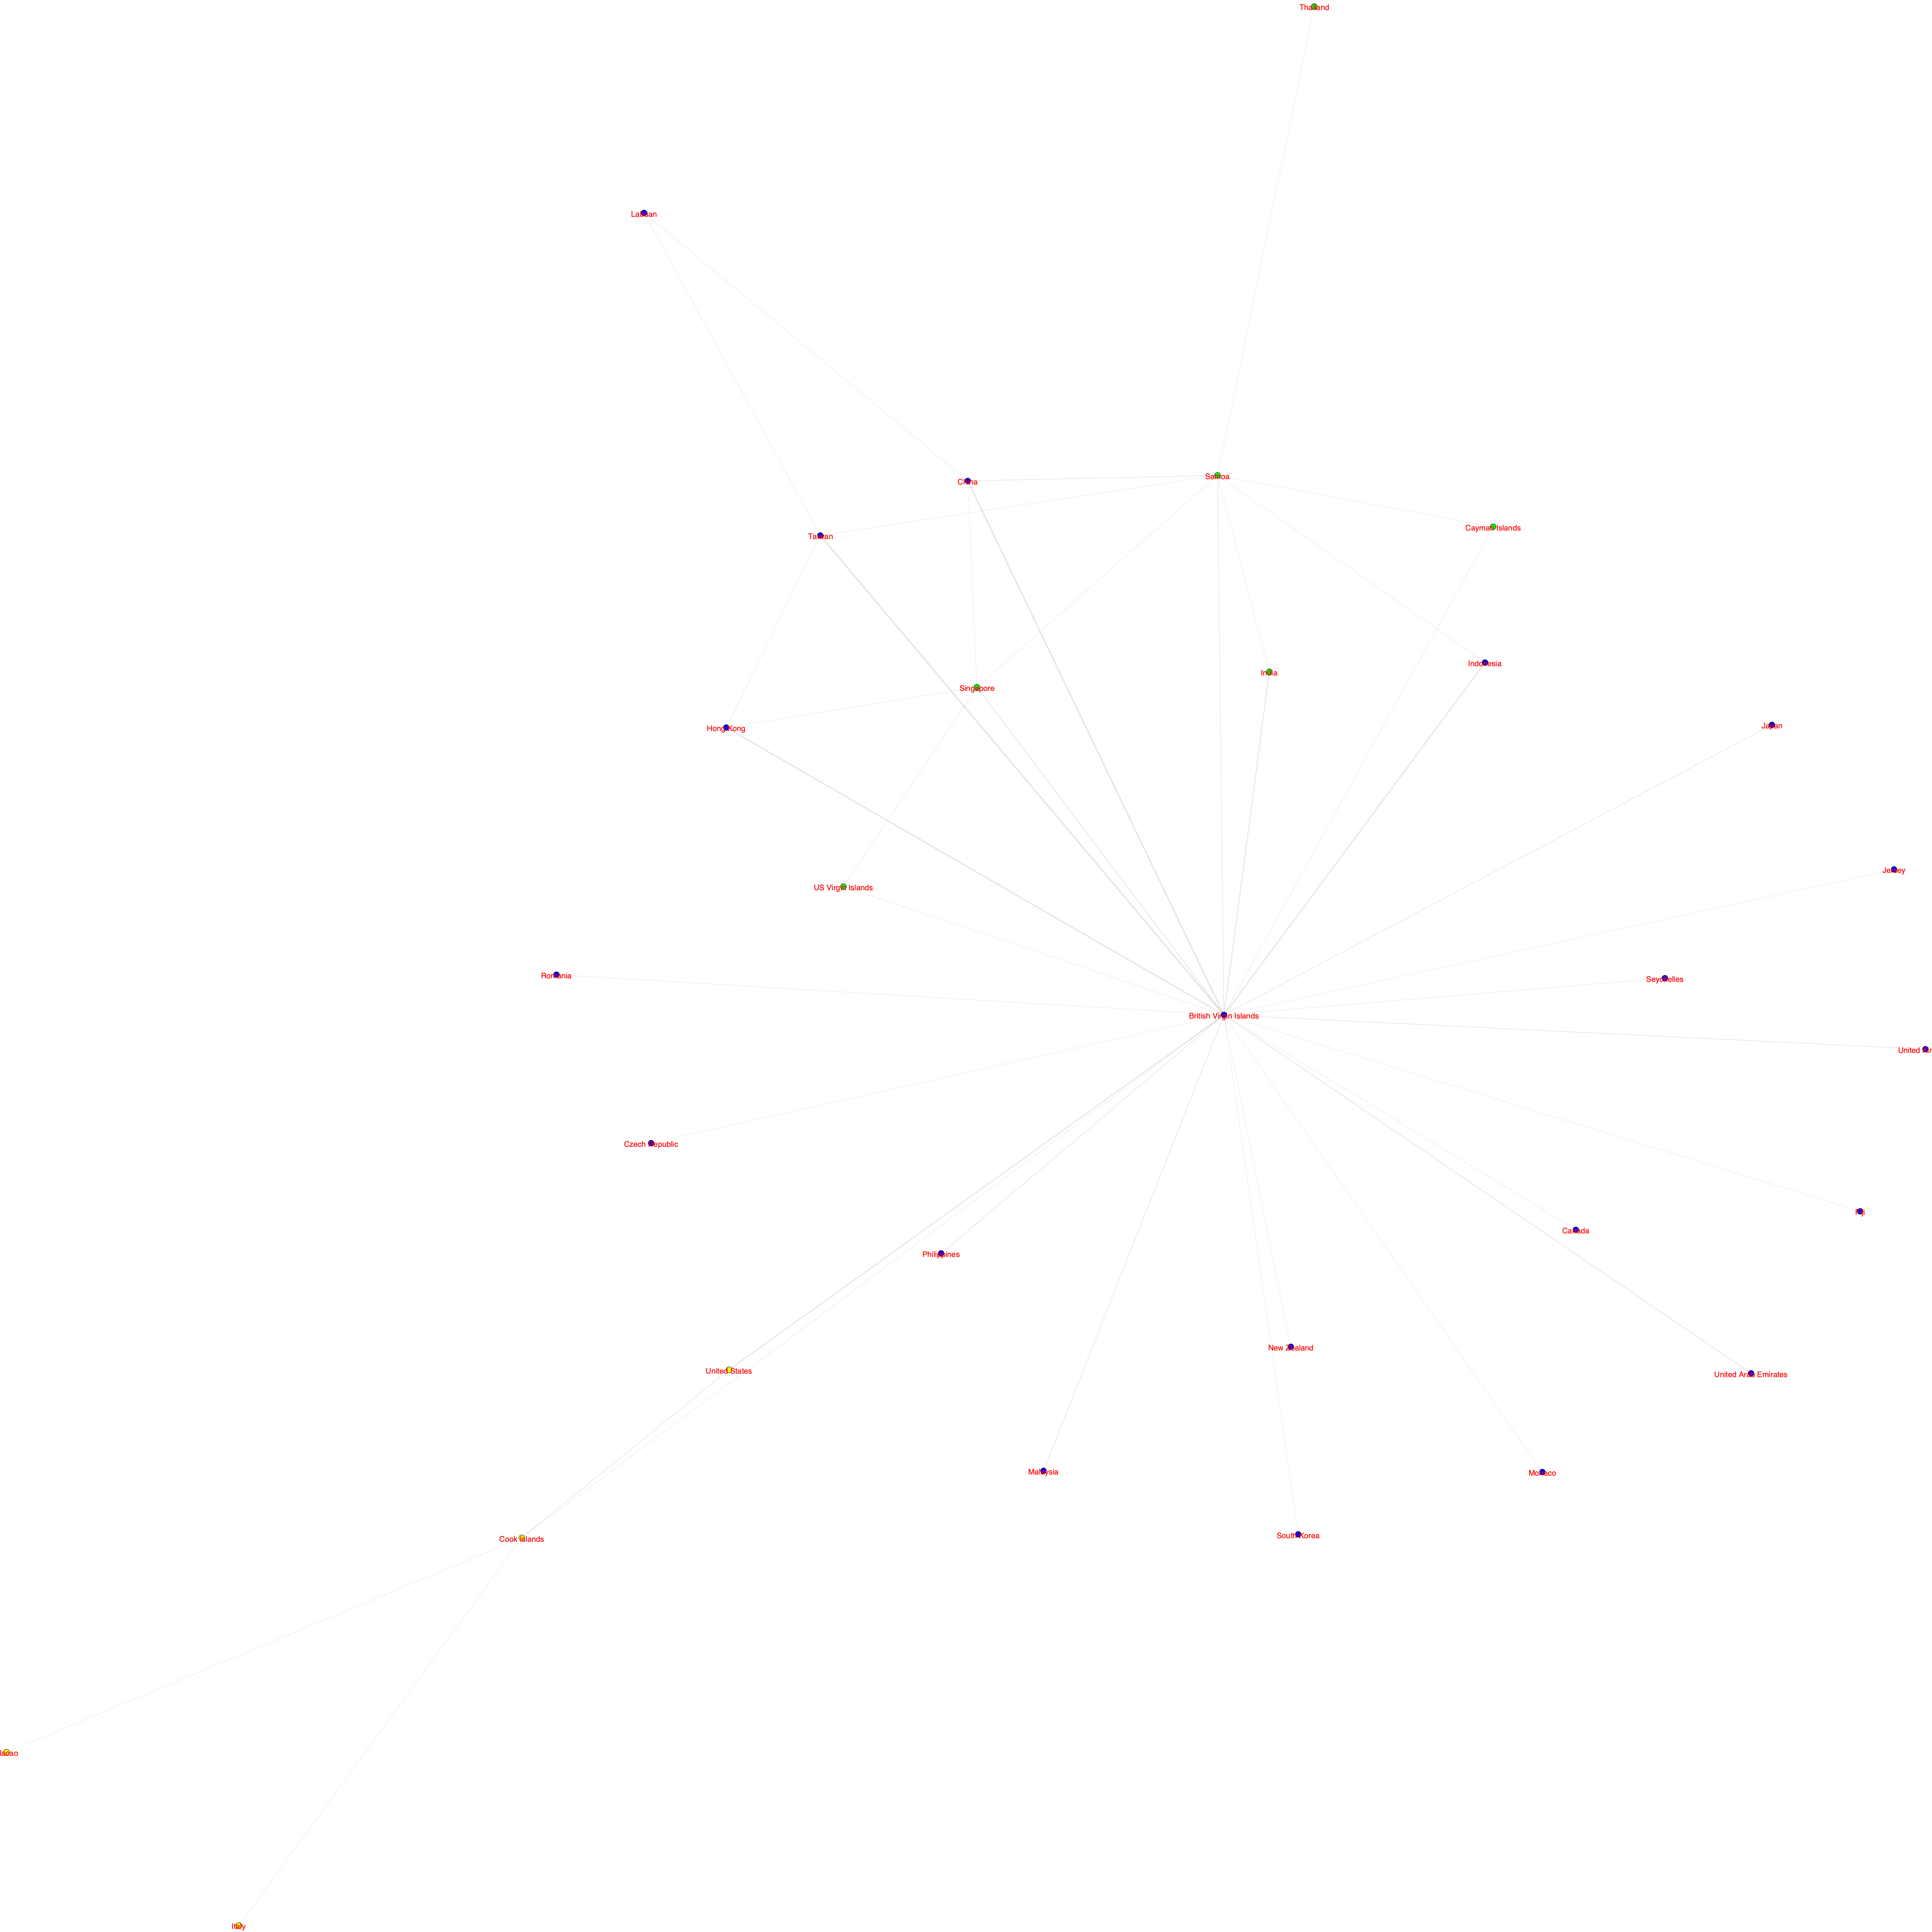 Thailand
Labuan
China
Samoa
Cayman Islands
Taiwan
Indonesia
India
Singapore
Hong Kong
Japan
Jersey
US Virgin Islands
Romania
Seychelles
British Virgin Islands
United Ar
Czech Republic
Fiji
Canada
Philippines
New Zealand
United States
United Arab Emirates
Malaysia
Monaco
South Korea
Cook Islands
lacao
Italy